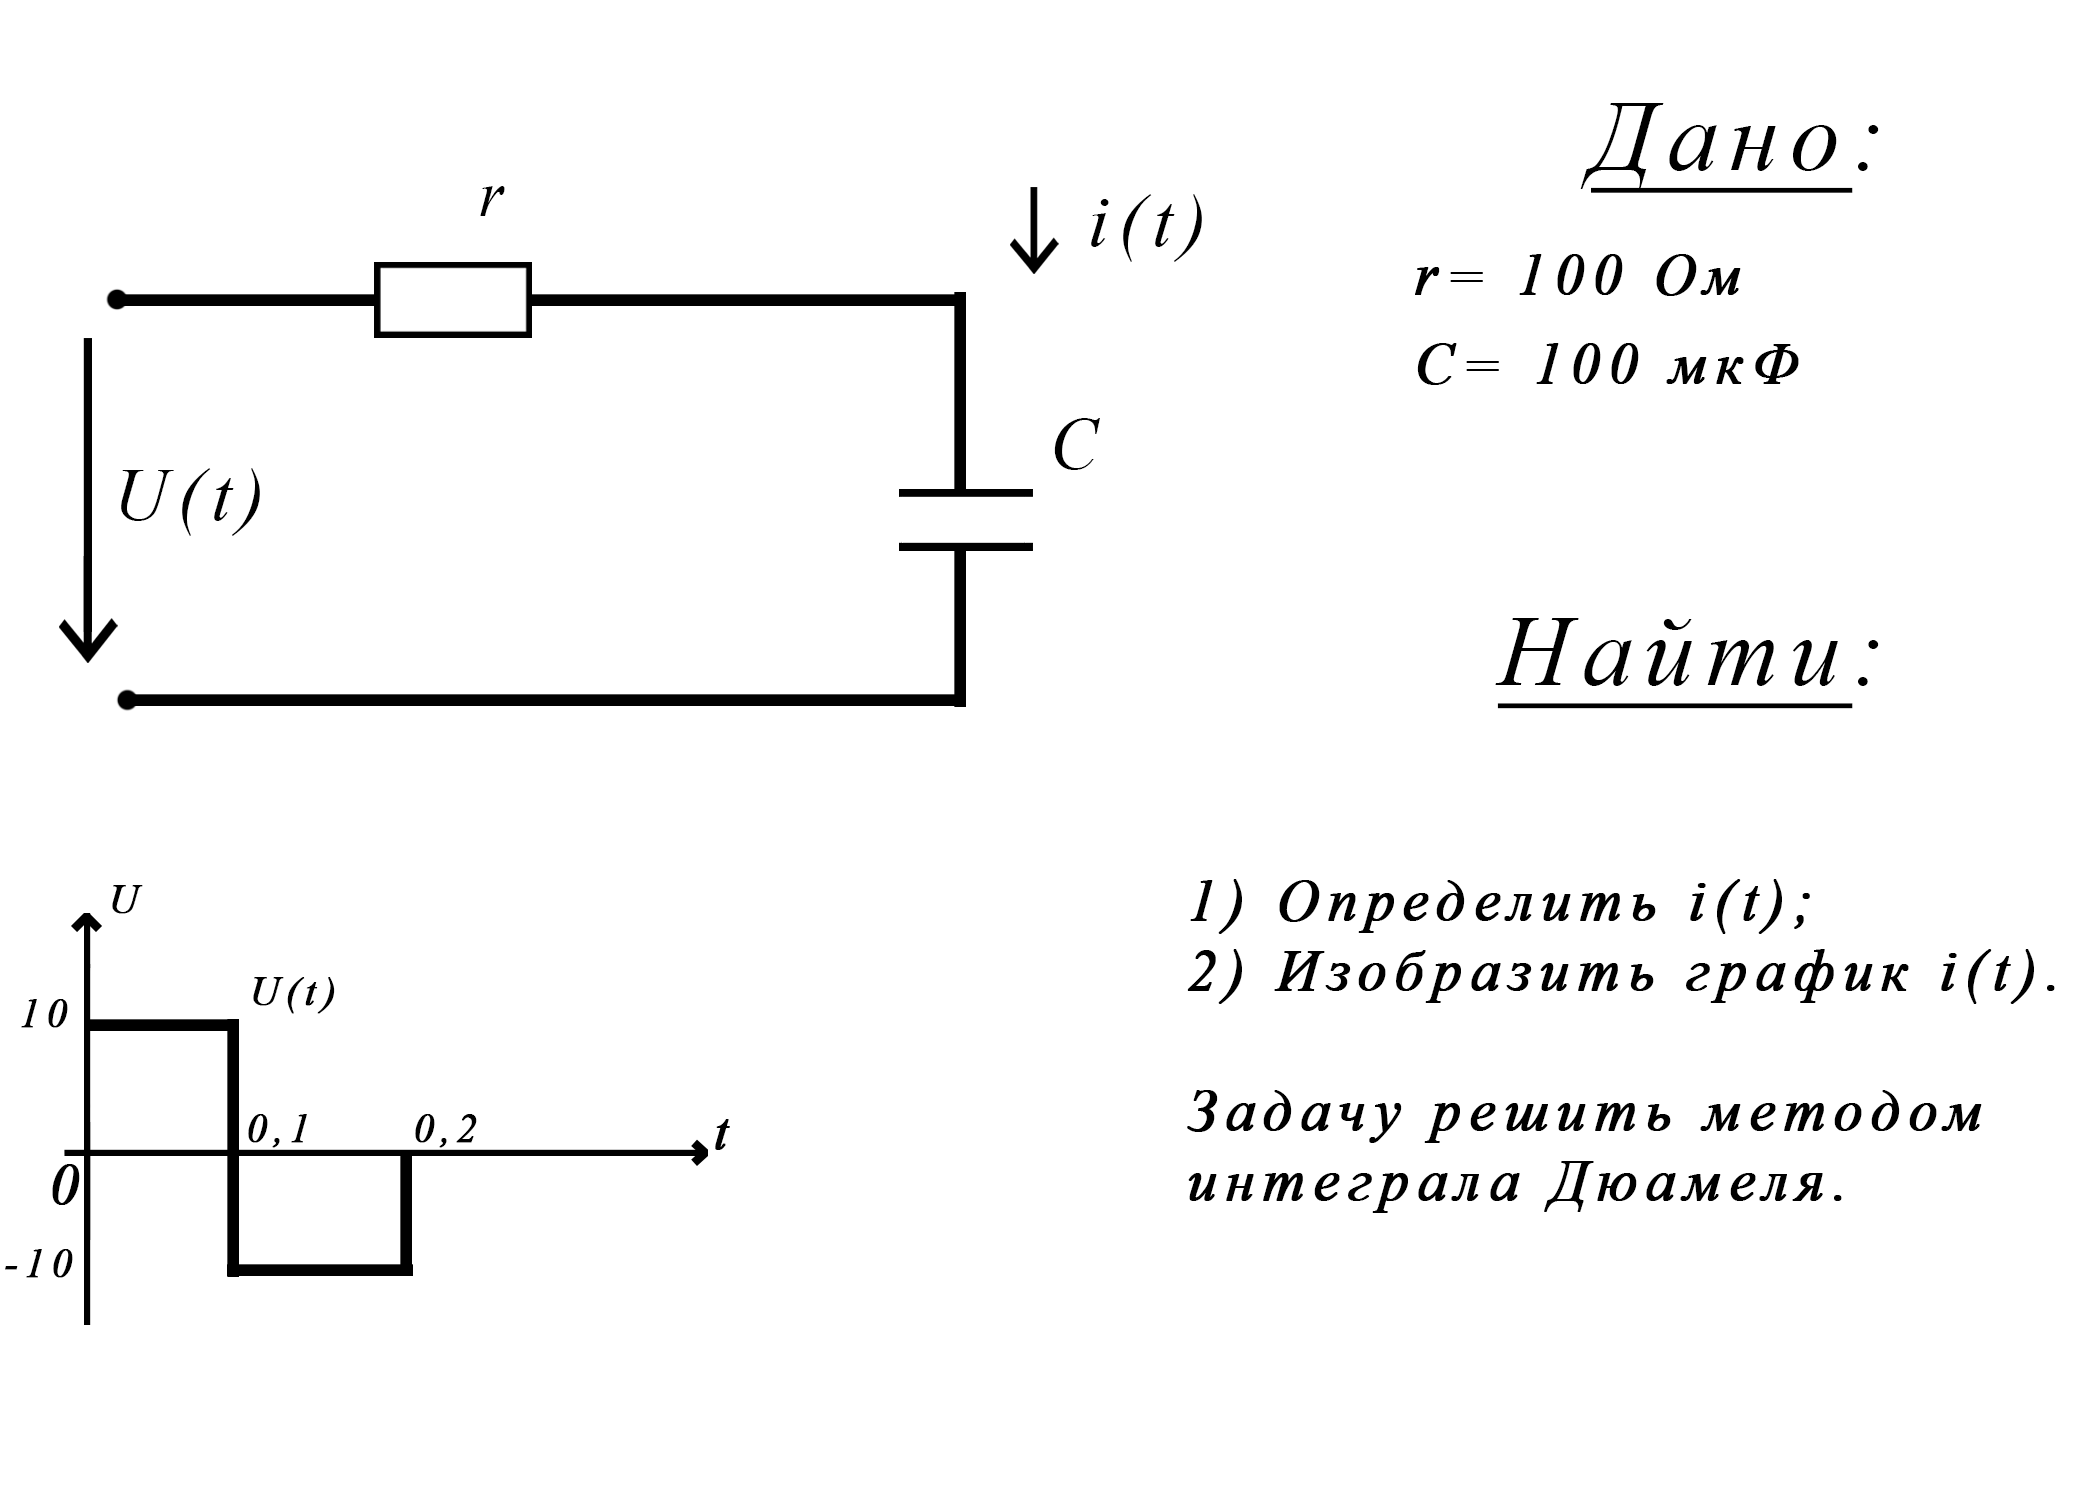 Дано:
r= 100 Ом
C= 100 мкФ
r
i(t)
C
U(t)
Найти:
1) Определить i(t);
2) Изобразить график i(t).
Задачу решить методом
интеграла Дюамеля.
U
U(t)
10
0,1
0,2
t
0
-10